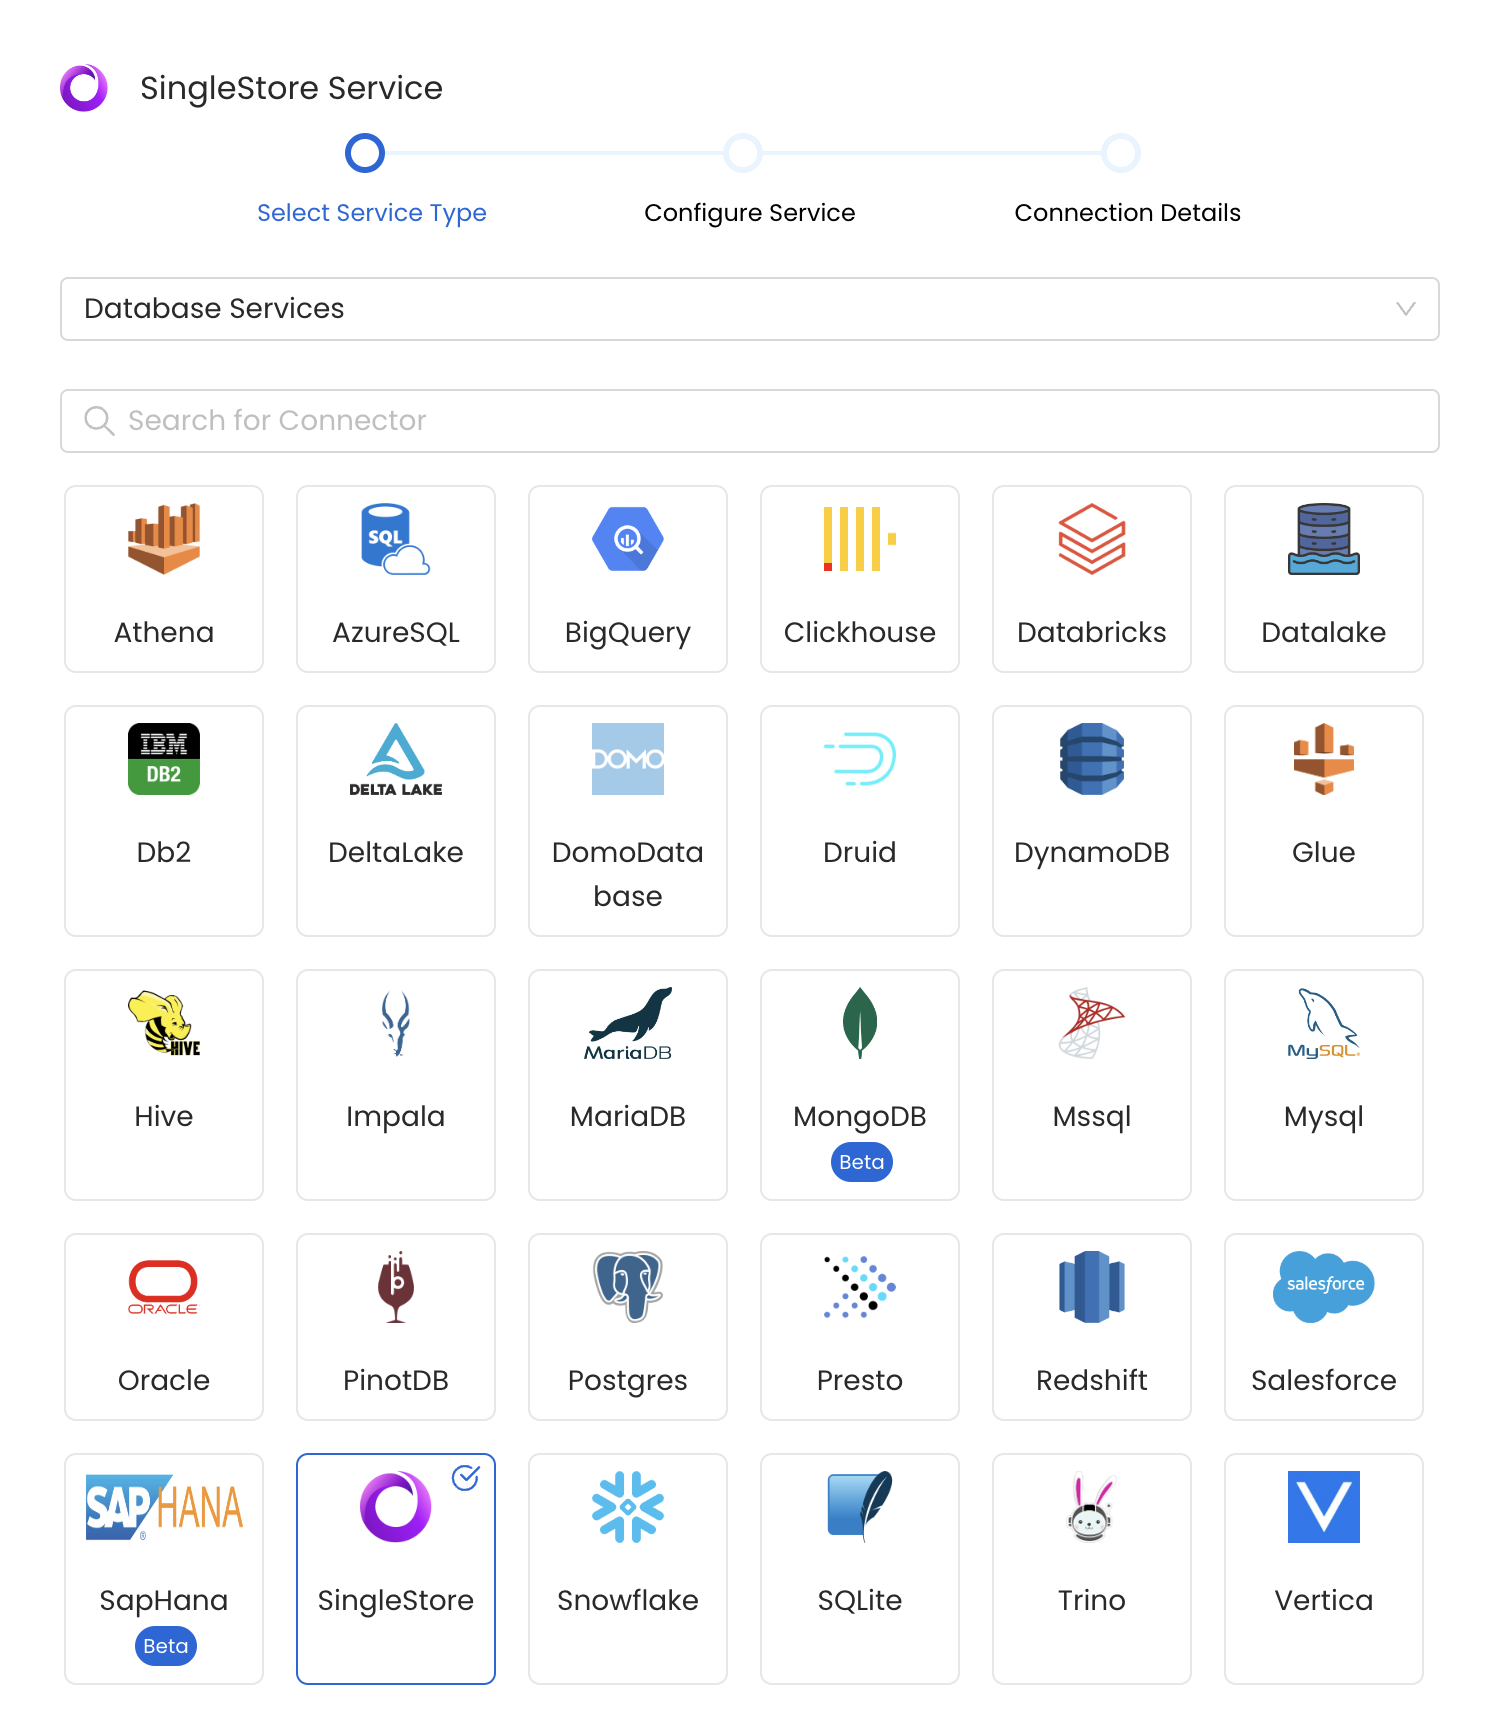 SingleStore Service
Select Service Type
Configure Service
Connection Details
Database Services
Search for Connector
SQL
Athena
AzureSQL
BigQuery
Clickhouse
Databricks
Datalake
IBM
DB2
DELTA LAKE
DOMO
Db2
DeltaLake
DomoData
base
Druid
DynamoDB
Glue
HIVE
MariaDB
MySQL®
Hive
Impala
MariaDB
MongoDB
Beta
Mssql
Mysql
ORACLE
p
salesforce
Oracle
PinotDB
Postgres
Presto
Redshift
Salesforce
SAP® HANA
SapHana
Beta
SingleStore
Snowflake
SQLite
Trino
Vertica